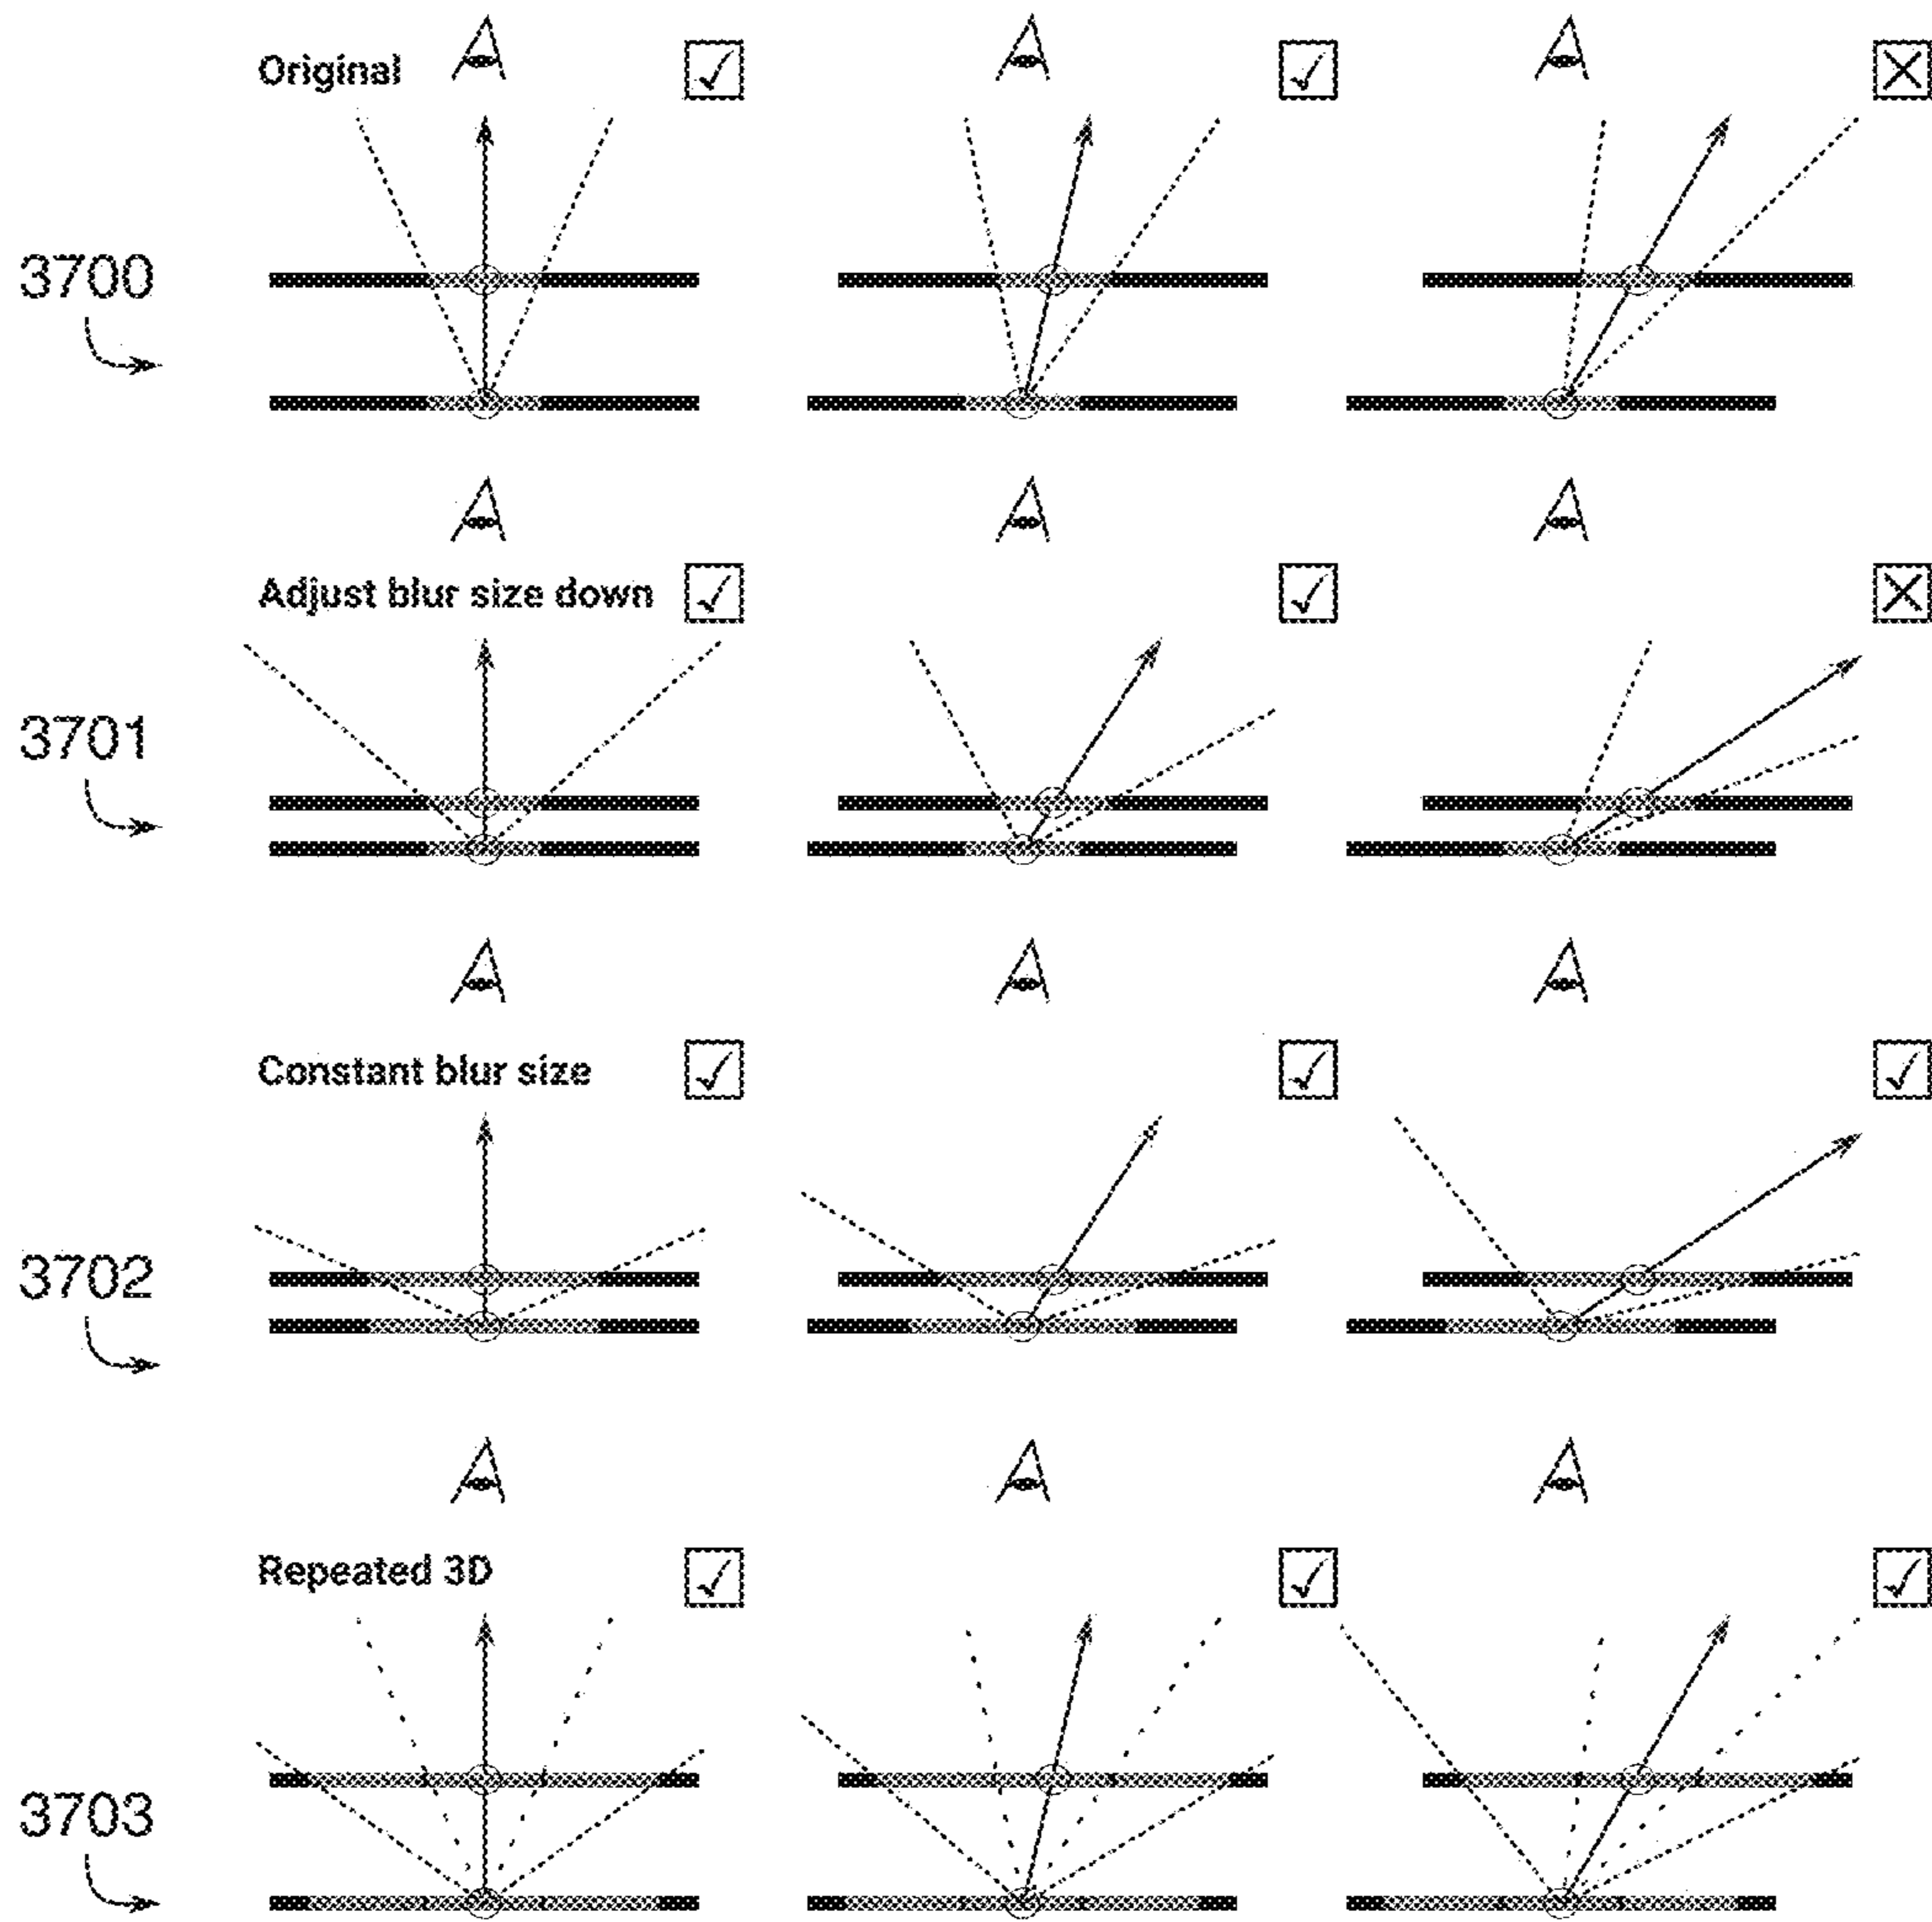 Original
3700
Adjust blur size down
3701
Constant blur size
3702
Repeated 3D
3703